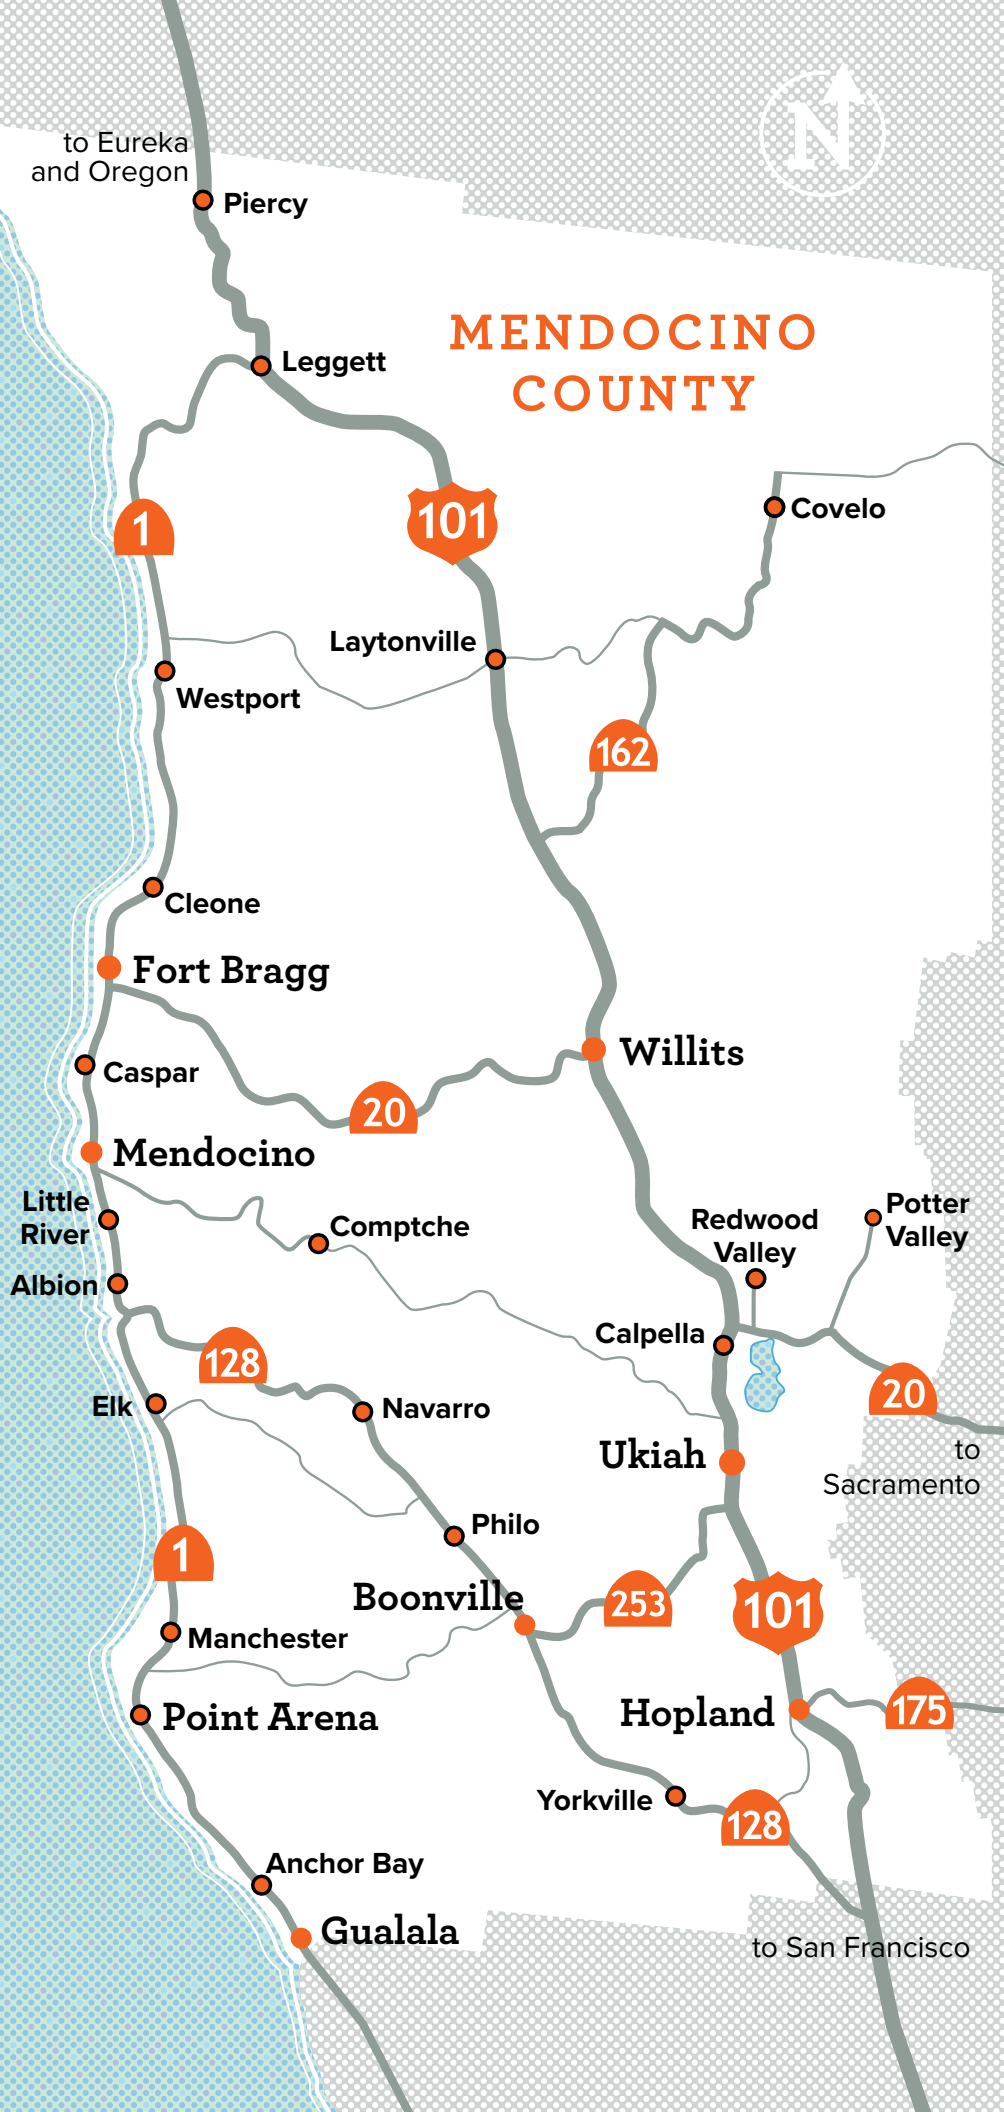 N
to Eureka
and Oregon
Piercy
MENDOCINO
COUNTY
Leggett
1
101
Covelo
Laytonville
Westport
162
Cleone
Fort Bragg
Willits
Caspar
20
Mendocino
Little
River
Comptche
Redwood
Valley
Potter
Valley
Albion
Calpella
128
Elk
Navarro
20
Ukiah
to
Sacramento
Philo
1
Boonville
253
101
Manchester
Point Arena
Hopland
175
Yorkville
128
Anchor Bay
Gualala
to San Francisco